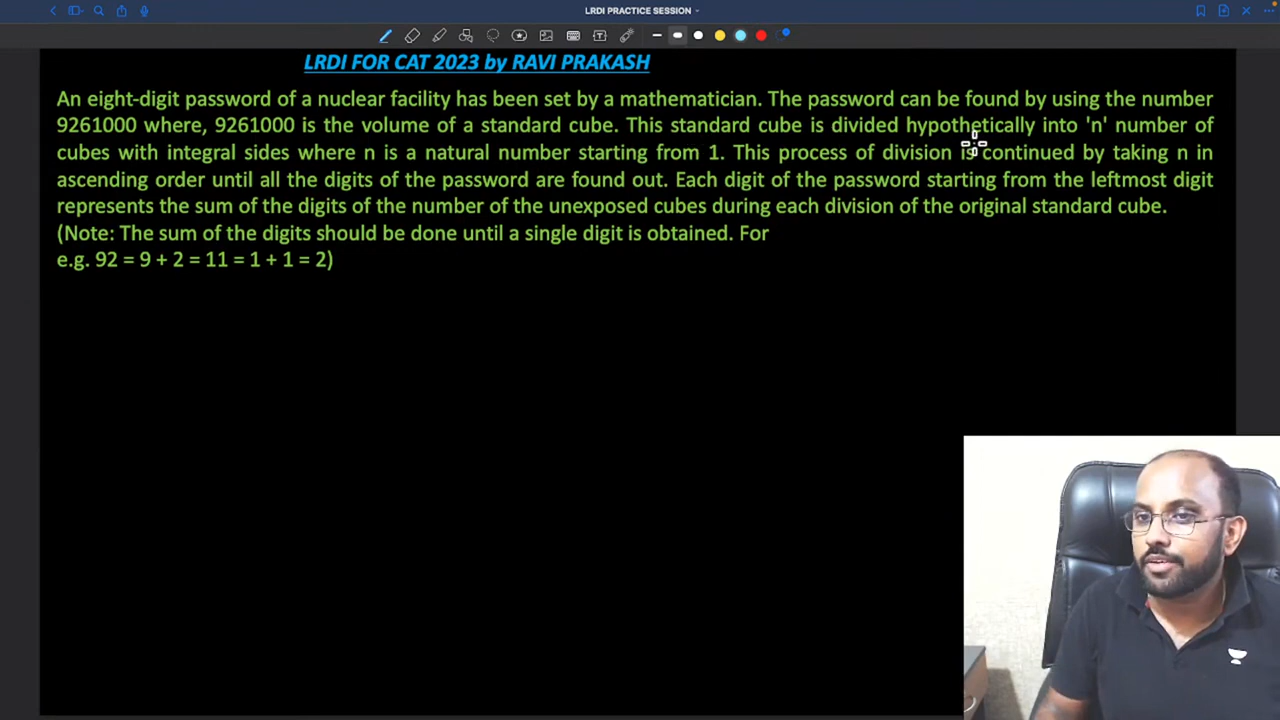 LRDI PRACTICE SESSION
LRDI FOR CAT 2023 by RAVI PRAKASH
An eight-digit password of a nuclear facility has been set by a mathematician. The password can be found by using the number
9261000 where, 9261000 is the volume of a standard cube. This standard cube is divided hypothetically into 'n' number of
cubes with integral sides where n is a natural number starting from 1. This process of division is continued by taking n in
ascending order until all the digits of the password are found out. Each digit of the password starting from the leftmost digit
represents the sum of the digits of the number of the unexposed cubes during each division of the original standard cube.
(Note: The sum of the digits should be done until a single digit is obtained. For
e.g. 92 = 9 + 2 = 11 = 1 + 1 = 2)